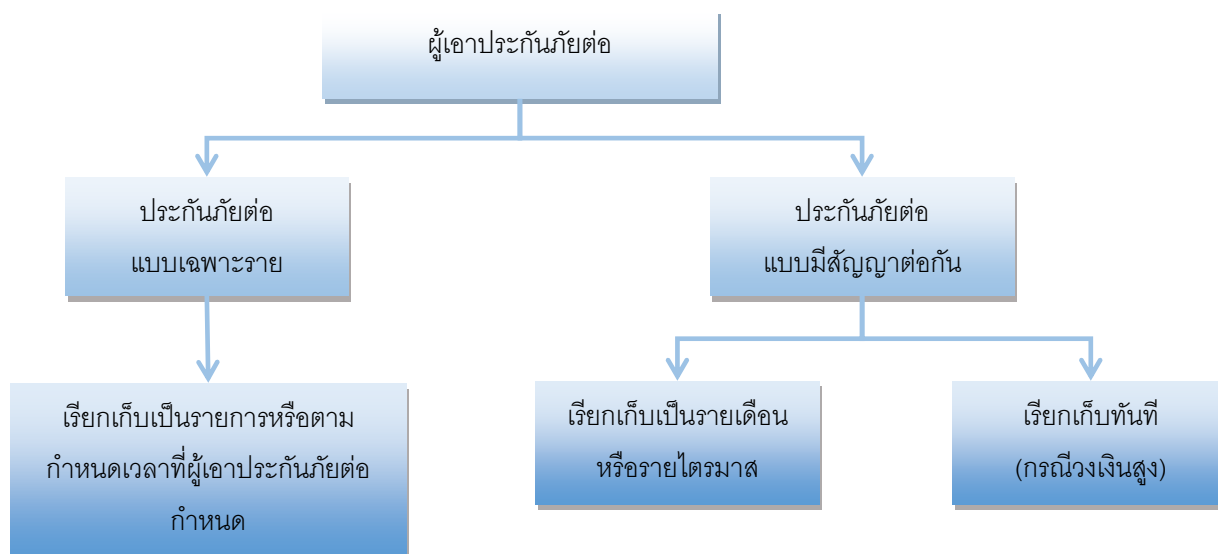 ผู้เอาประกันภัยต่อ
ประกันภัยต่อ
แบบเฉพาะราย
ประกันภัยต่อ
แบบมีสัญญาต่อกัน
เรียกเก็บเป็นรายการหรือตาม
กำหนดเวลาที่ผู้เอาประกันภัยต่อ
กำหนด
เรียกเก็บเป็นรายเดือน
หรือรายไตรมาส
เรียกเก็บทันที
(กรณีวงเงินสูง)